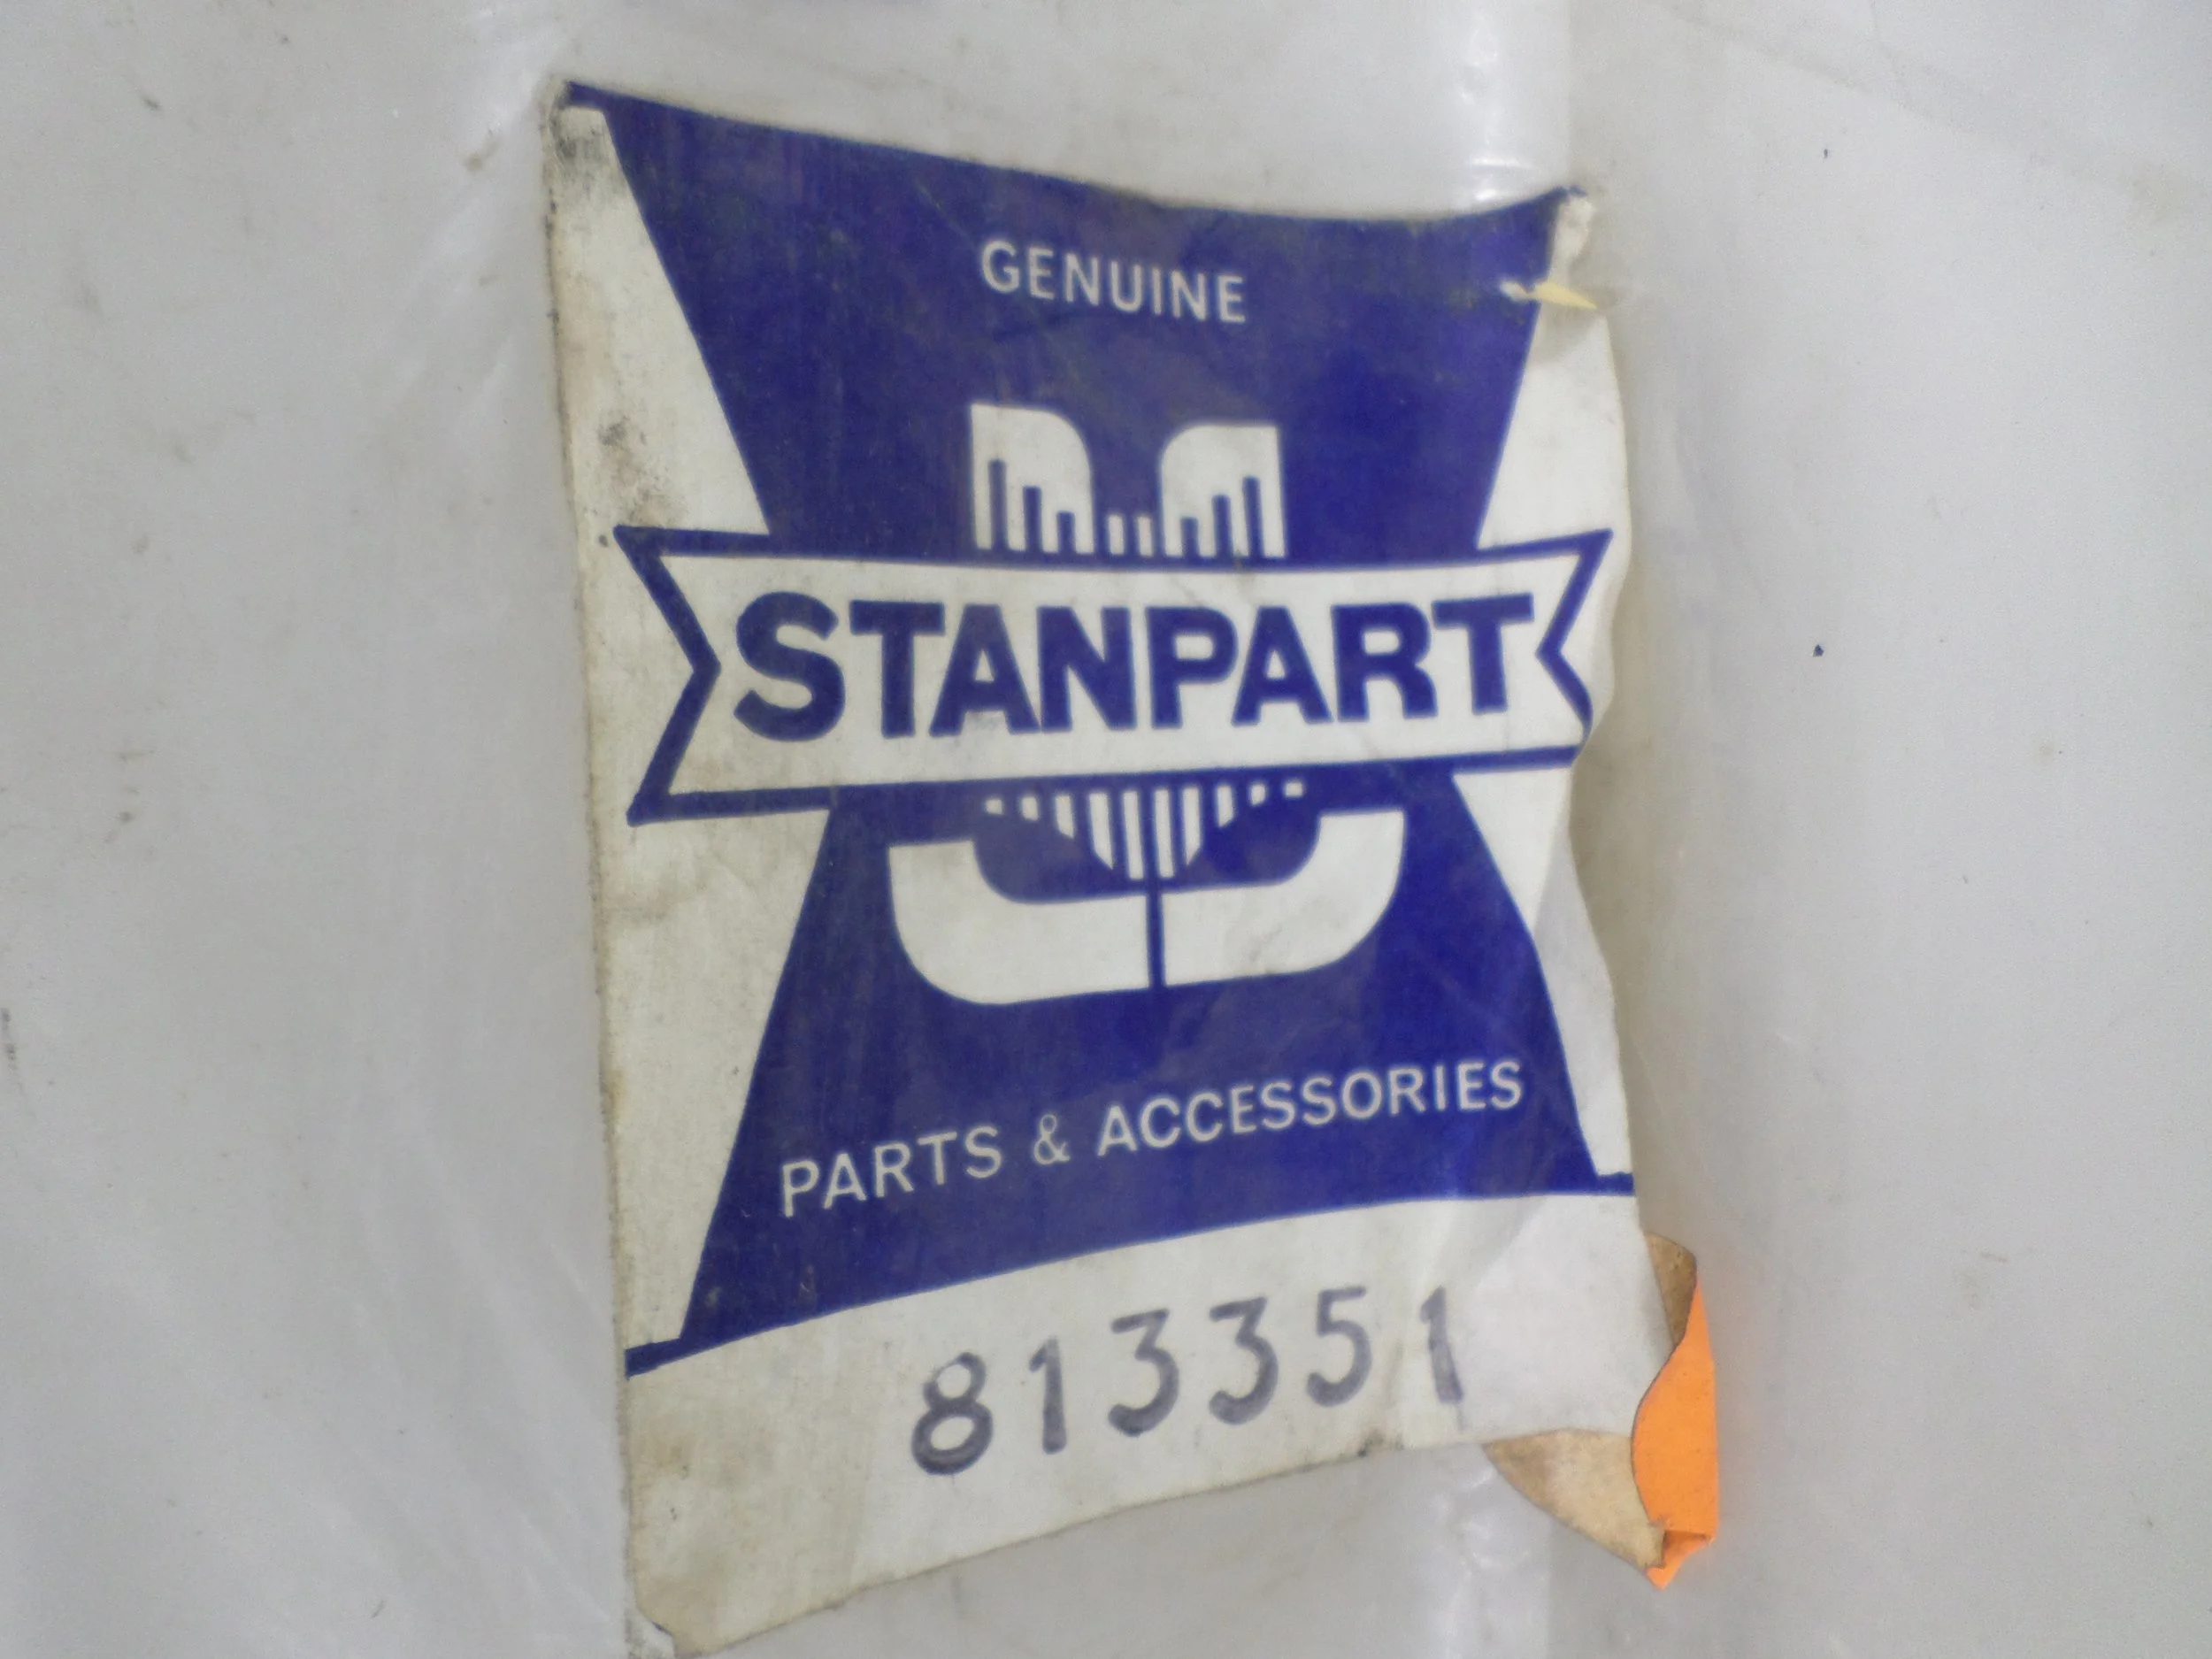 GENUINE
STANPART
PARTS & ACCESSORIES
813351